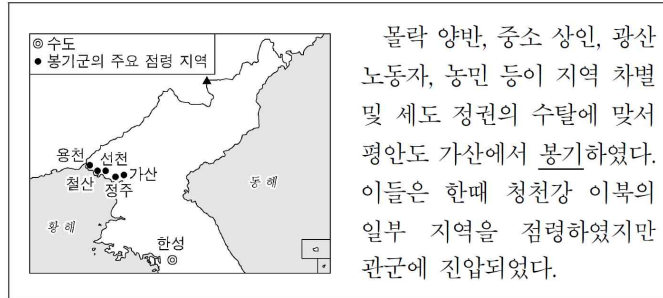 ◎ 수도
● 봉기군의 주요 점령 지역
용천
선천
가산
철산
정주
동해
황해
한성
몰락 양반, 중소 상인, 광산
노동자, 농민 등이 지역 차별
및 세도 정권의 수탈에 맞서
평안도 가산에서 봉기하였다.
이들은 한때 청천강 이북의
일부 지역을 점령하였지만
관군에 진압되었다.